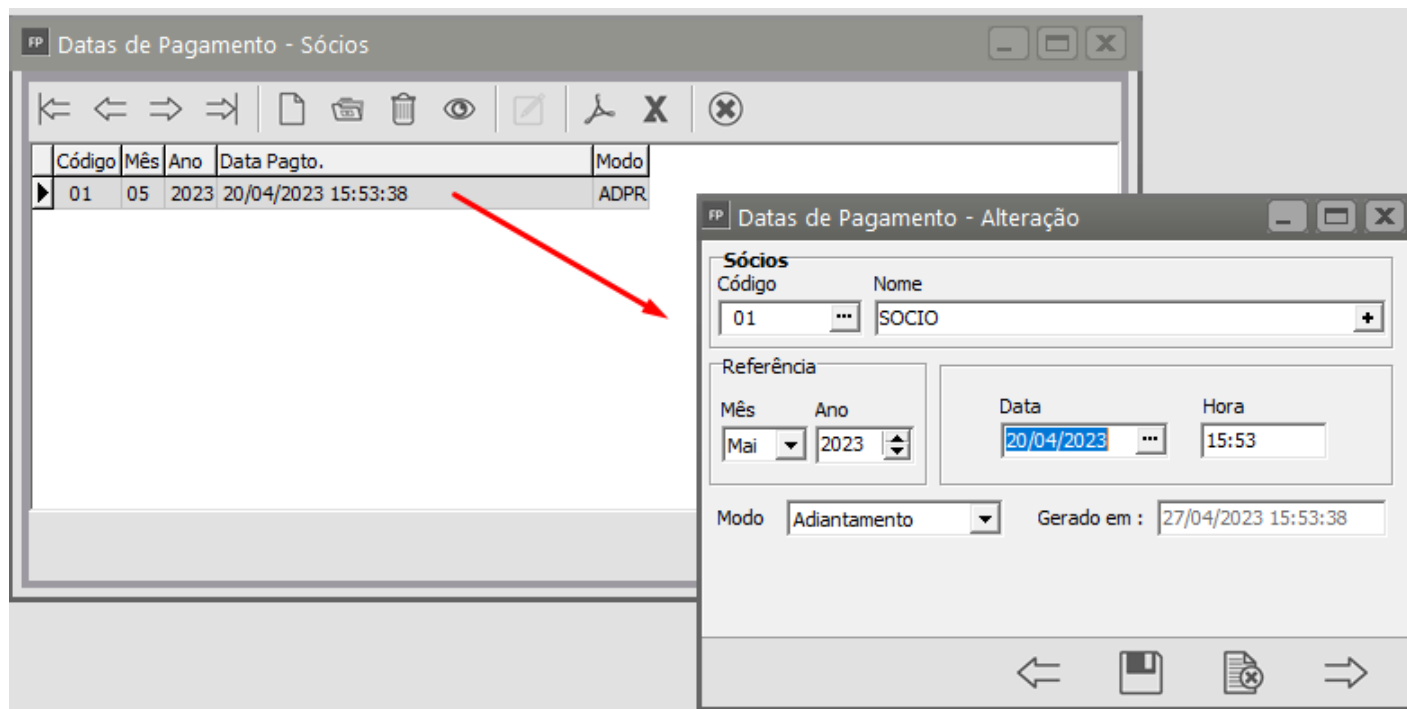 FP Datas de Pagamento - Sócios
Código Mês Ano Data Pagto. Modo
01 05 2023 20/04/2023 15:53:38 ADPR
FP Datas de Pagamento - Alteração
Sócios
Código Nome
01 ... SOCIO +
Referência
Mês Ano Data Hora
Mai 2023 20/04/2023 ... 15:53
Modo Adiantamento Gerado em : 27/04/2023 15:53:38